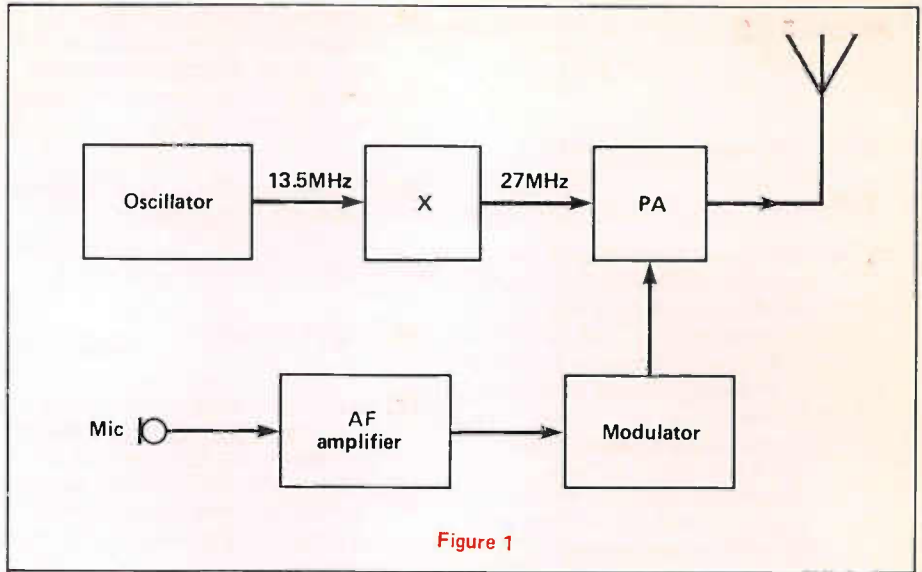 13.5MHz
27MHz
Oscillator
X
PA
Mic
AF
amplifier
Modulator
Figure 1